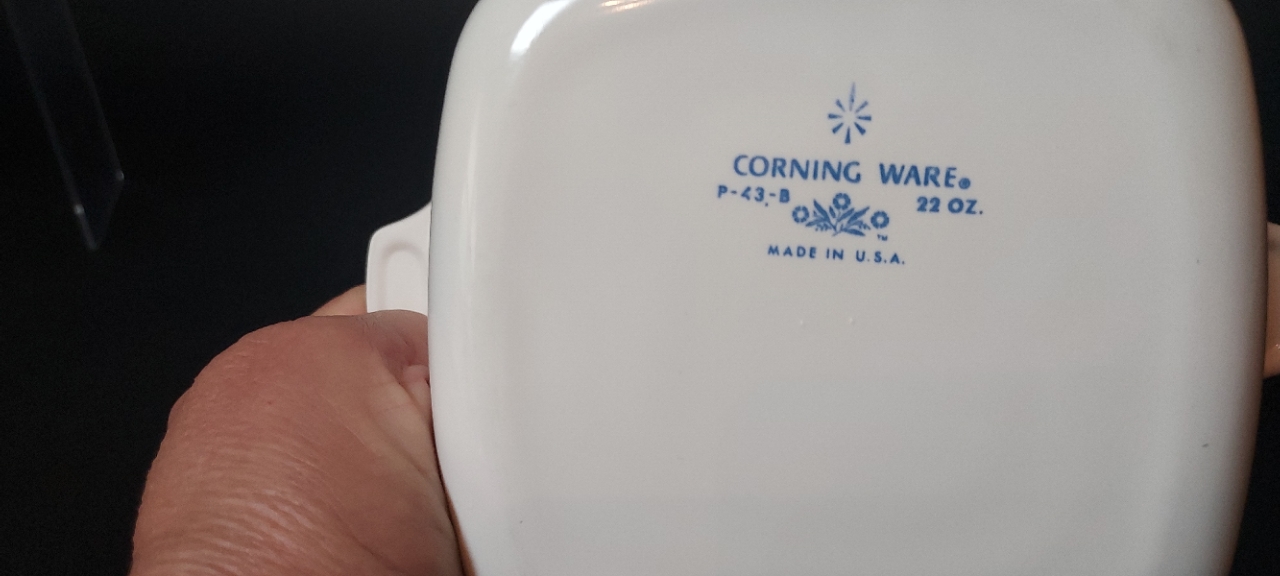 CORNING WARE®
P-43-B 22 OZ.
TM
MADE IN U.S.A.